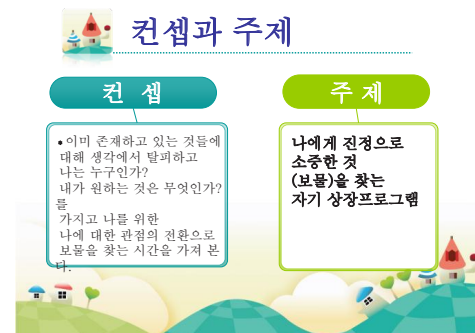 컨셉과 주제
컨 셉
•이미 존재하고 있는 것들에
대해 생각에서 탈피하고
나는 누구인가?
내가 원하는 것은 무엇인가?
를
가지고 나를 위한
나에 대한 관점의 전환으로
보물을 찾는 시간을 가져 본
다.
주 제
나에게 진정으로
소중한 것
(보물)을 찾는
자기 상장프로그램